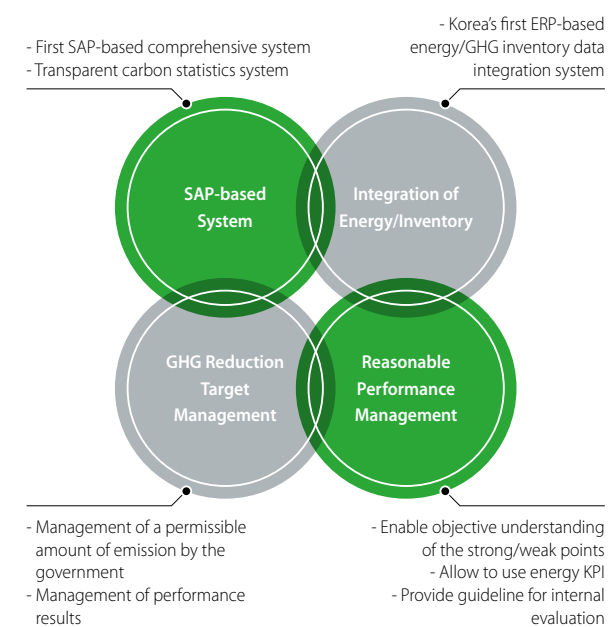 - First SAP-based comprehensive system
- Transparent carbon statistics system
- Korea’s first ERP-based
energy/GHG inventory data
integration system
SAP-based
System
Integration of
Energy/Inventory
GHG Reduction
Target
Management
Reasonable
Performance
Management
- Management of a permissible
amount of emission by the
government
- Management of performance
results
- Enable objective understanding
of the strong/weak points
- Allow to use energy KPI
- Provide guideline for internal
evaluation